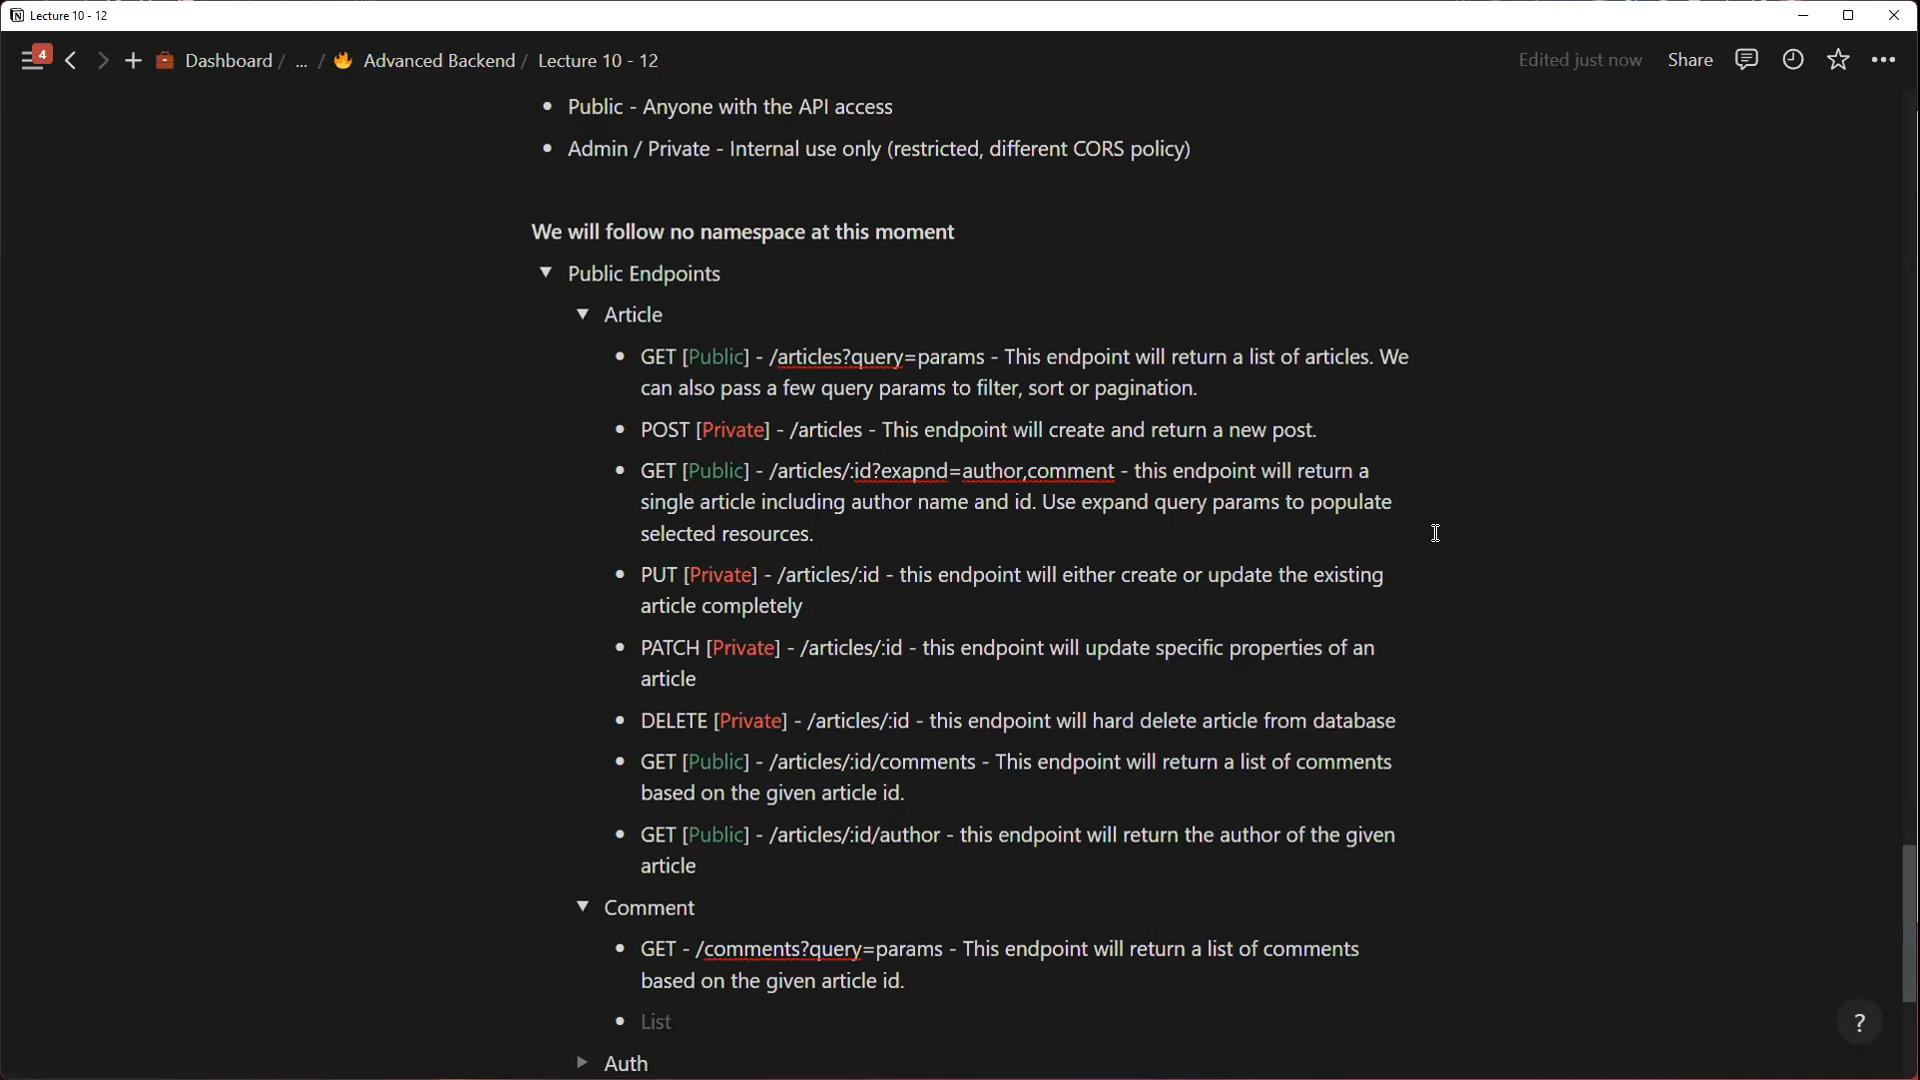 Lecture 10 - 12
4
Dashboard / ... / Advanced Backend / Lecture 10 - 12
Edited just now Share
Public - Anyone with the API access
Admin / Private - Internal use only (restricted, different CORS policy)
We will follow no namespace at this moment
Public Endpoints
Article
GET [Public] - /articles?query=params - This endpoint will return a list of articles. We
can also pass a few query params to filter, sort or pagination.
POST [Private] - /articles - This endpoint will create and return a new post.
GET [Public] - /articles/:id?exapnd=author,comment - this endpoint will return a
single article including author name and id. Use expand query params to populate
selected resources.
PUT [Private] - /articles/:id - this endpoint will either create or update the existing
article completely
PATCH [Private] - /articles/:id - this endpoint will update specific properties of an
article
DELETE [Private] - /articles/:id - this endpoint will hard delete article from database
GET [Public] - /articles/:id/comments - This endpoint will return a list of comments
based on the given article id.
GET [Public] - /articles/:id/author - this endpoint will return the author of the given
article
Comment
GET - /comments?query=params - This endpoint will return a list of comments
based on the given article id.
List
Auth
?